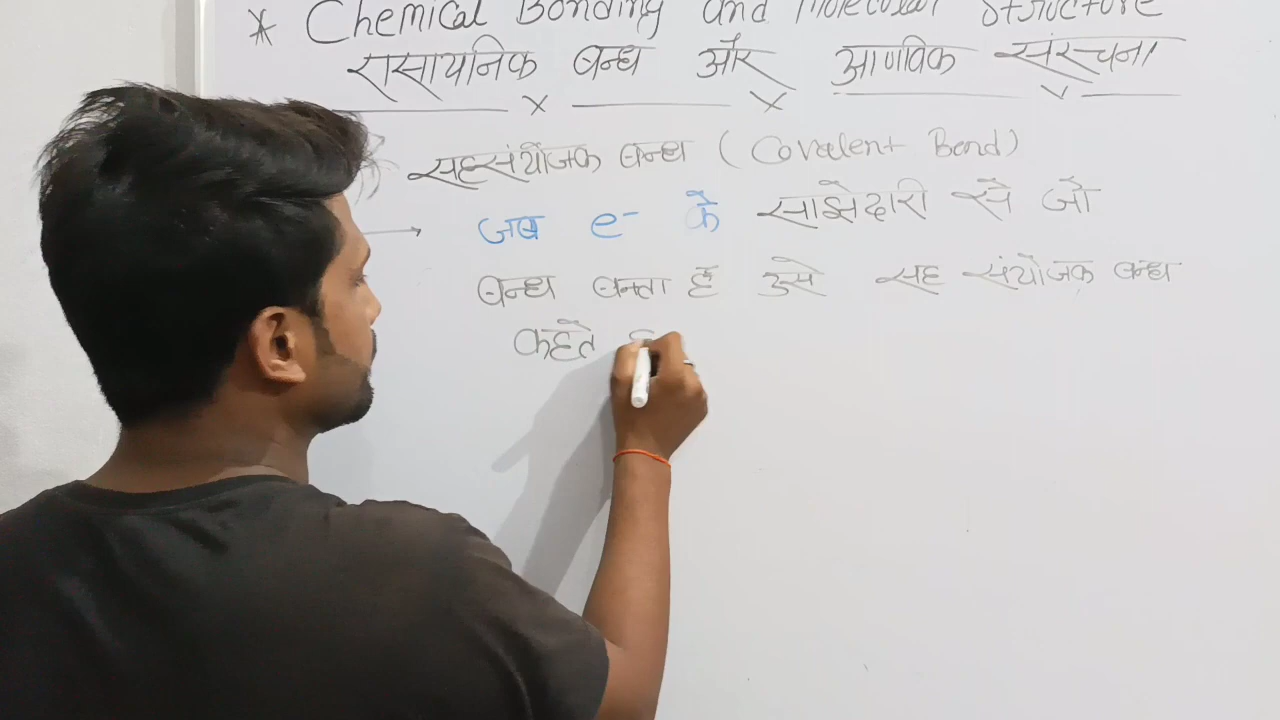 * Chemical Bonding and Molecular Structure
रासायनिक बन्ध और आणविक संरचना
सहसंयोजक बन्ध (Covalent Bond)
→ जब e⁻ के साझेदारी से जो
बन्ध बनता है उसे सह संयोजक बन्ध
कहते